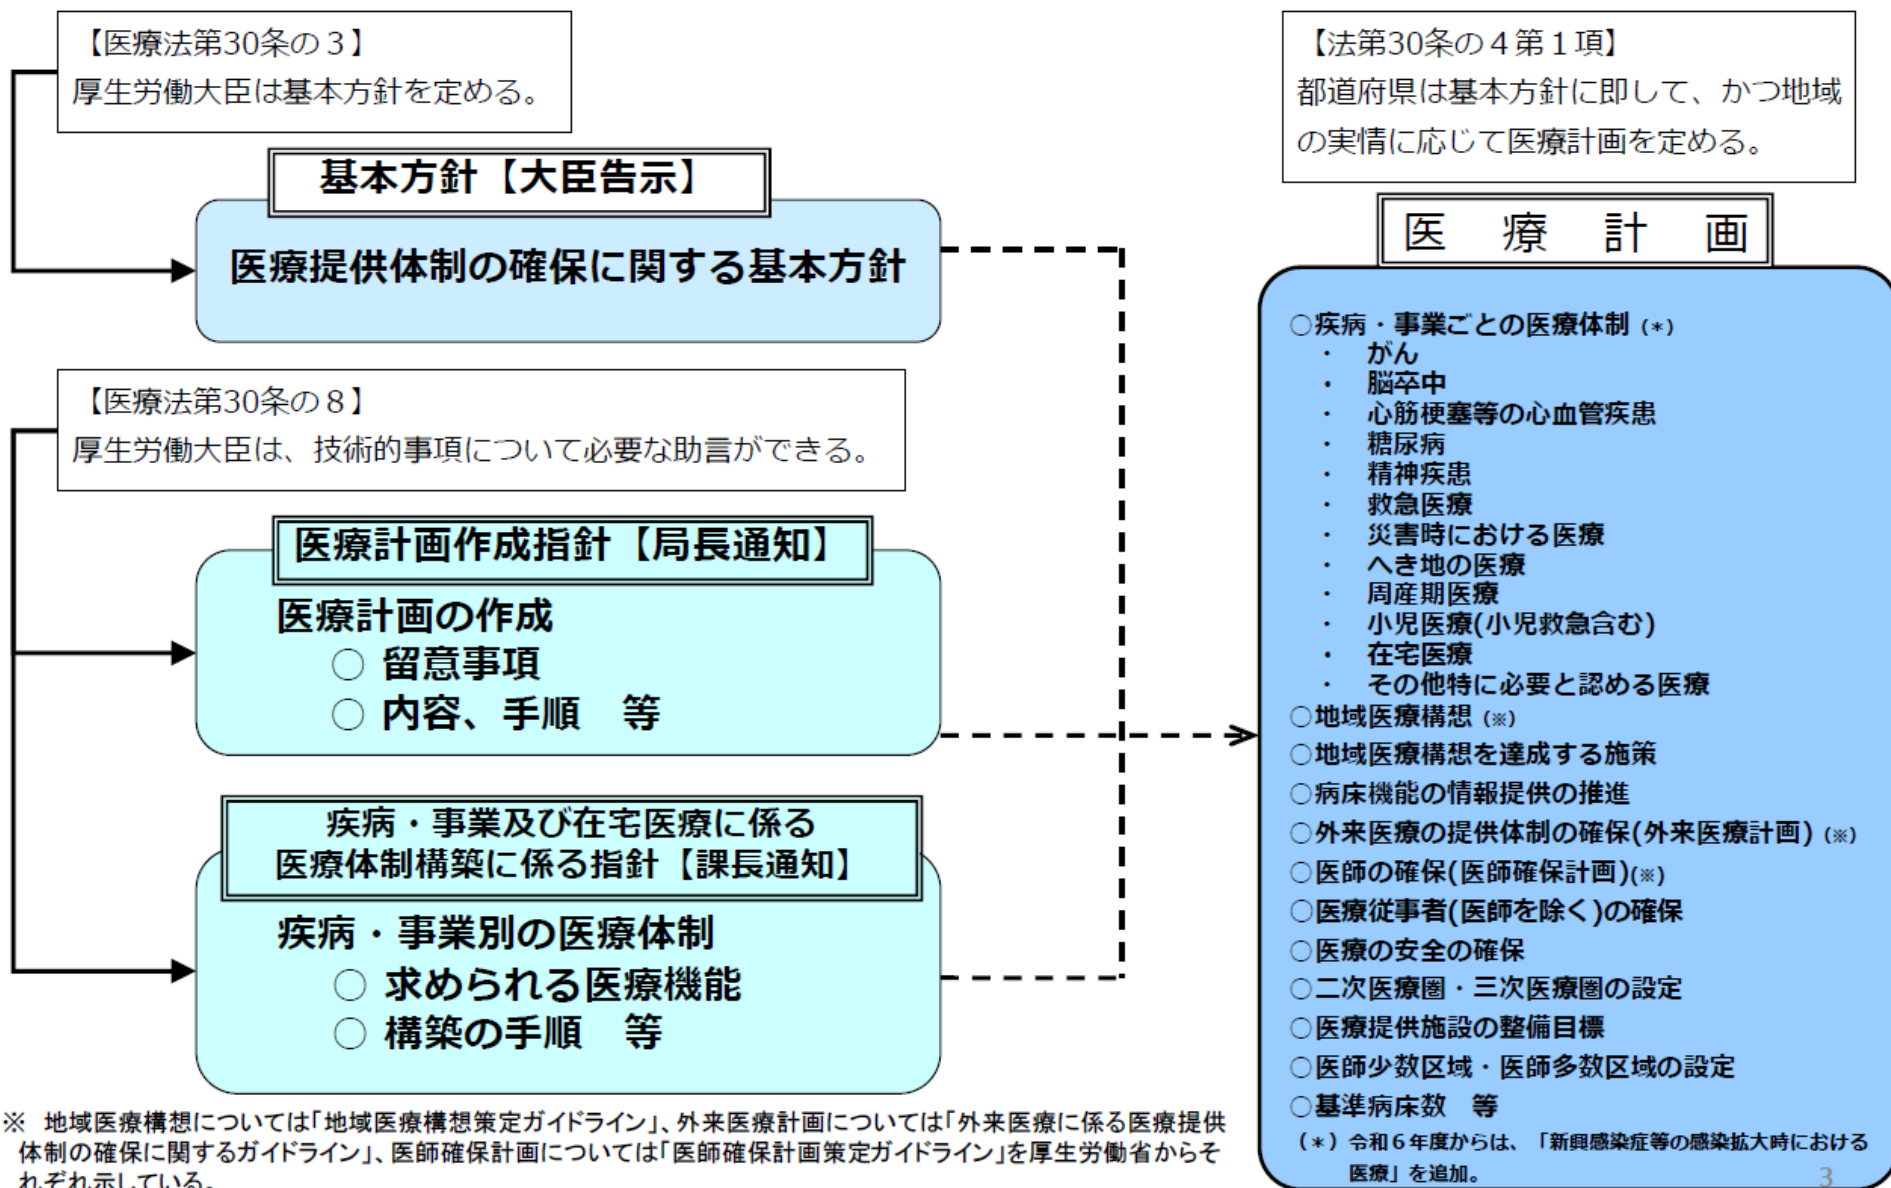 【医療法第30条の３】
厚生労働大臣は基本方針を定める。
基本方針【大臣告示】
医療提供体制の確保に関する基本方針
【医療法第30条の８】
厚生労働大臣は、技術的事項について必要な助言ができる。
医療計画作成指針【局長通知】
医療計画の作成
○ 留意事項
○ 内容、手順　等
疾病・事業及び在宅医療に係る
医療体制構築に係る指針【課長通知】
疾病・事業別の医療体制
○ 求められる医療機能
○ 構築の手順　等
※　地域医療構想については「地域医療構想策定ガイドライン」、外来医療計画については「外来医療に係る医療提供
体制の確保に関するガイドライン」、医師確保計画については「医師確保計画策定ガイドライン」を厚生労働省からそ
れぞれ示している。
【法第30条の４第１項】
都道府県は基本方針に即して、かつ地域
の実情に応じて医療計画を定める。
医　療　計　画
○疾病・事業ごとの医療体制（*）
・　がん
・　脳卒中
・　心筋梗塞等の心血管疾患
・　糖尿病
・　精神疾患
・　救急医療
・　災害時における医療
・　へき地の医療
・　周産期医療
・　小児医療(小児救急含む)
・　在宅医療
・　その他特に必要と認める医療
○地域医療構想（※）
○地域医療構想を達成する施策
○病床機能の情報提供の推進
○外来医療の提供体制の確保(外来医療計画)（※）
○医師の確保(医師確保計画)(※)
○医療従事者(医師を除く)の確保
○医療の安全の確保
○二次医療圏・三次医療圏の設定
○医療提供施設の整備目標
○医師少数区域・医師多数区域の設定
○基準病床数　等
（*）令和６年度からは、「新興感染症等の感染拡大時における
医療」を追加。
3